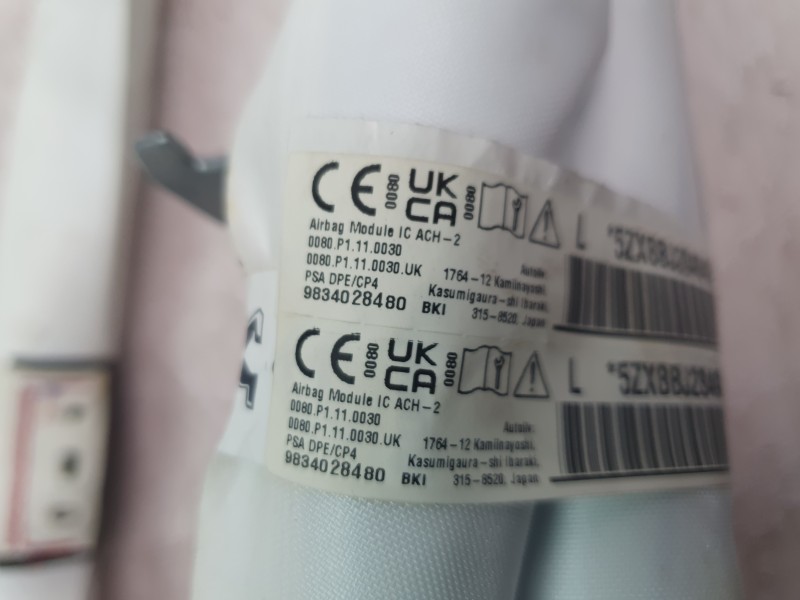 CE 0080 UK CA 0080
Airbag Module IC ACH-2
0080.P1.11.0030
0080.P1.11.0030.UK
PSA DPE/CP4
9834028480 BKI
1764-12 Kamiinayoshi,
Kasumigaura-shi Ibaraki,
315-8520, Japan
L
CE 0080 UK CA 0080
Airbag Module IC ACH-2
0080.P1.11.0030
0080.P1.11.0030.UK
PSA DPE/CP4
9834028480 BKI
1764-12 Kamiinayoshi,
Kasumigaura-shi Ibaraki,
315-8520, Japan
L